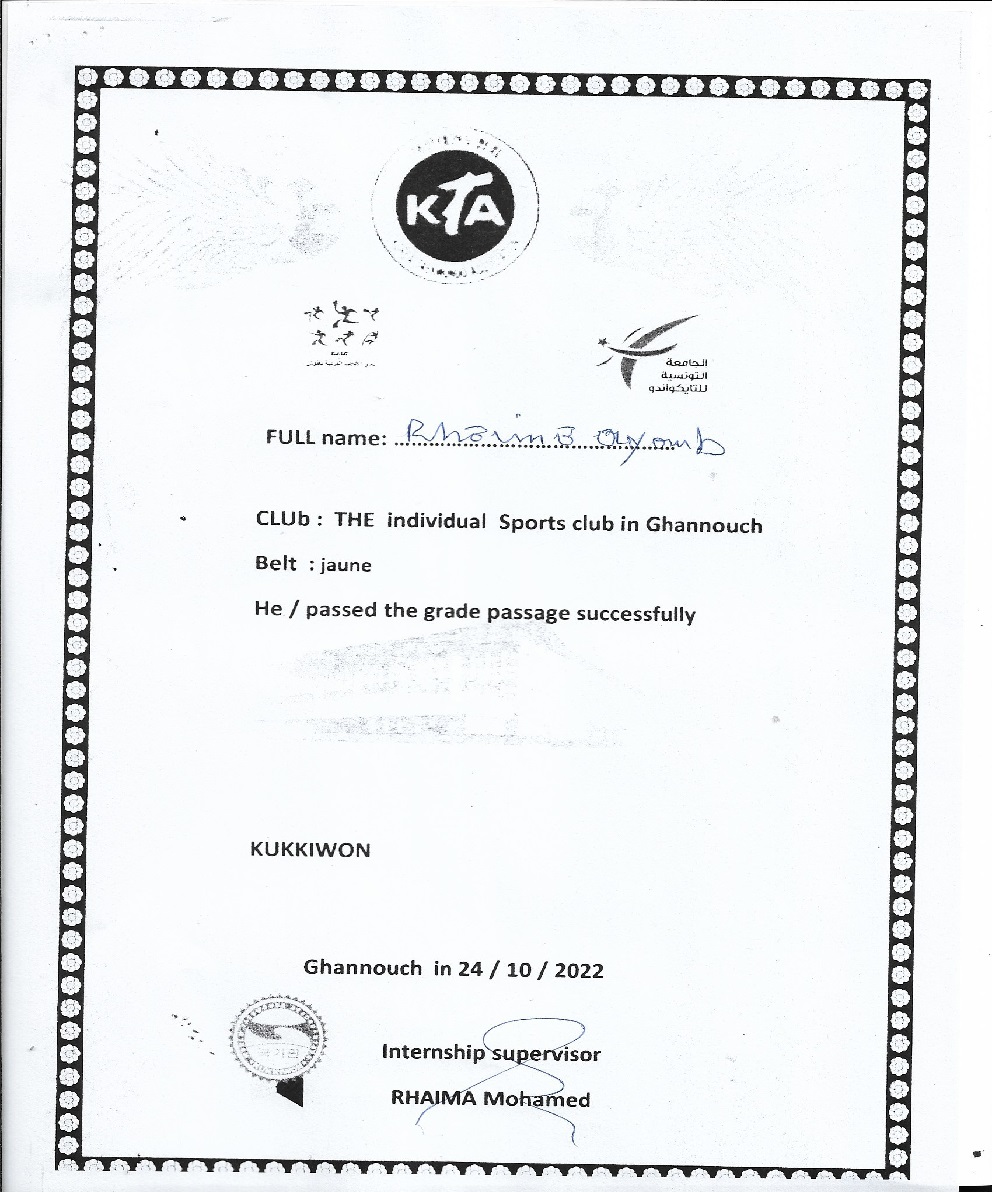 KTA
الجامعة
التونسية
للتايكواندو
FULL name: Rhaima ayoub
CLUb : THE individual Sports club in Ghannouch
Belt : jaune
He / passed the grade passage successfully
KUKKIWON
Ghannouch in 24 / 10 / 2022
Internship supervisor
RHAIMA Mohamed